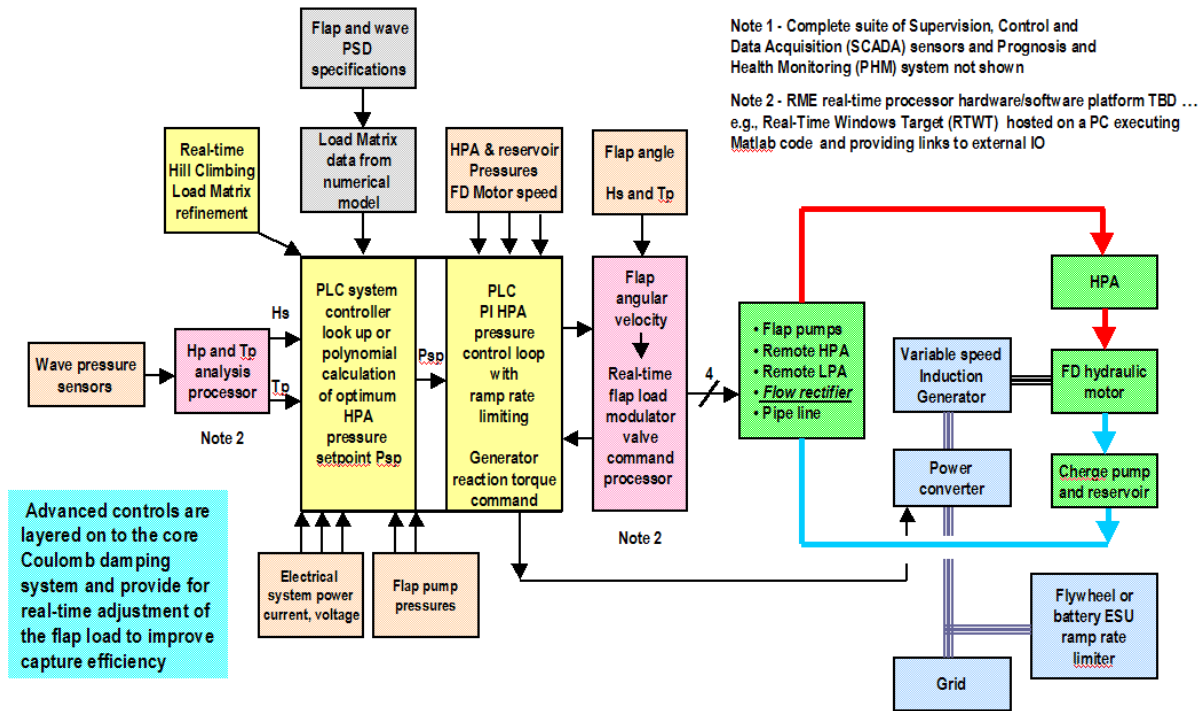 Flap and wave
PSD
specifications
Note 1 - Complete suite of Supervision, Control and
Data Acquisition (SCADA) sensors and Prognosis and
Health Monitoring (PHM) system not shown
Note 2 - RME real-time processor hardware/software platform TBD ...
e.g., Real-Time Windows Target (RTWT) hosted on a PC executing
Matlab code and providing links to external IO
Real-time
Hill Climbing
Load Matrix
refinement
Load Matrix
data from
numerical
model
HPA & reservoir
Pressures
FD Motor speed
Flap angle
Hs and Tp
Wave pressure
sensors
Hp and Tp
analysis
processor
Note 2
Hs
Tp
PLC system
controller
look up or
polynomial
calculation
of optimum
HPA
pressure
setpoint Psp
Psp
PLC
PI HPA
pressure
control loop
with
ramp rate
limiting
Generator
reaction torque
command
Flap
angular
velocity
Real-time
flap load
modulator
valve
command
processor
Note 2
4
• Flap pumps
• Remote HPA
• Remote LPA
• Flow rectifier
• Pipe line
HPA
Variable speed
Induction
Generator
FD hydraulic
motor
Power
converter
Cherge pump
and reservoir
Advanced controls are
layered on to the core
Coulomb damping
system and provide for
real-time adjustment of
the flap load to improve
capture efficiency
Electrical
system power
current, voltage
Flap pump
pressures
Flywheel or
battery ESU
ramp rate
limiter
Grid